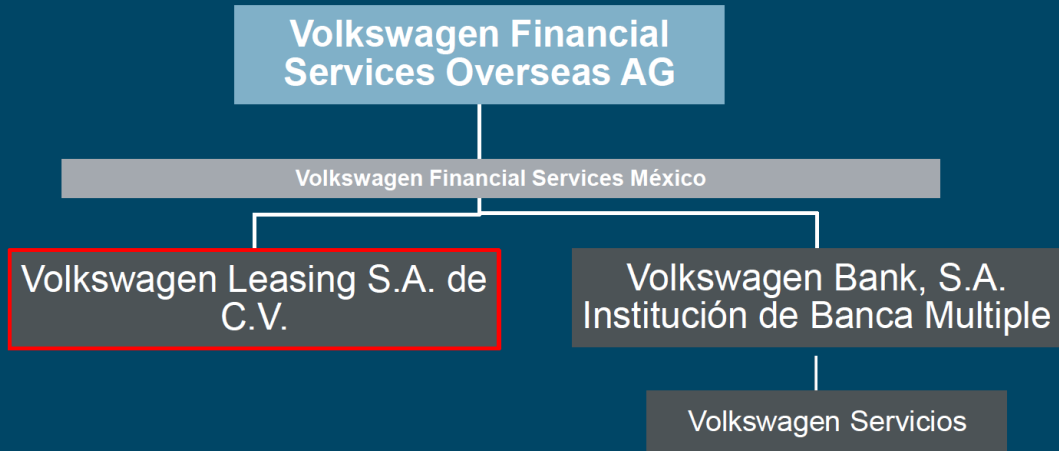 Volkswagen Financial
Services Overseas AG
Volkswagen Financial Services México
Volkswagen Leasing S.A. de
C.V.
Volkswagen Bank, S.A.
Institución de Banca Multiple
Volkswagen Servicios